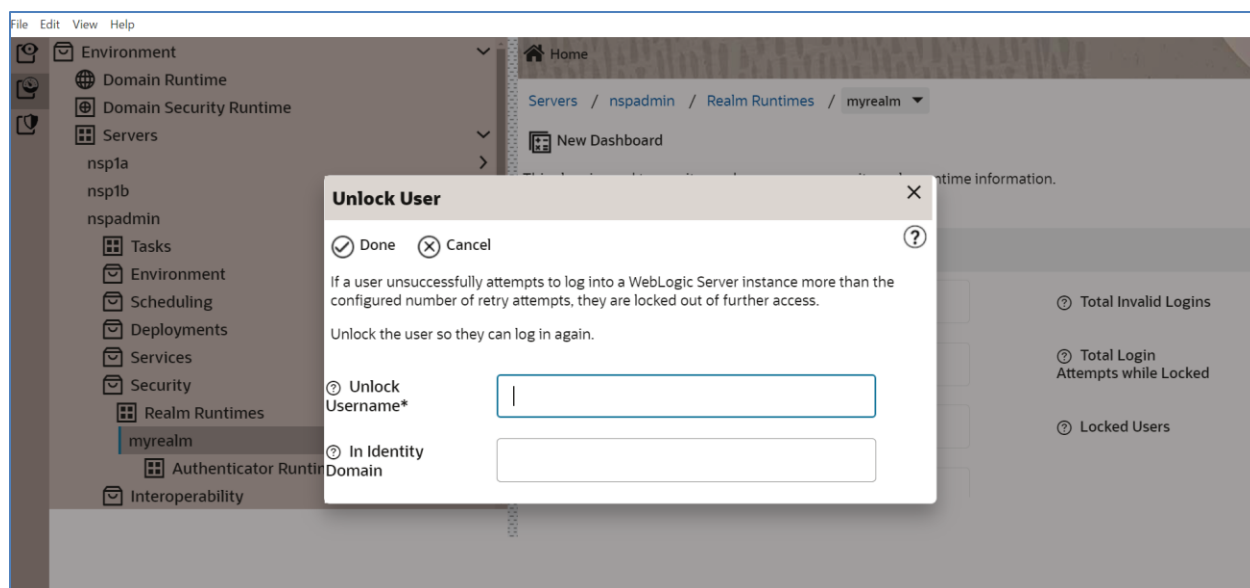 File Edit View Help
Environment
Domain Runtime
Domain Security Runtime
Servers
nsp1a
nsp1b
nspadmin
Tasks
Environment
Scheduling
Deployments
Services
Security
Realm Runtimes
myrealm
Authenticator Runtin
Interoperability
Home
Servers / nspadmin / Realm Runtimes / myrealm
New Dashboard
ntime information.
Unlock User
Done Cancel
If a user unsuccessfully attempts to log into a WebLogic Server instance more than the
configured number of retry attempts, they are locked out of further access.
Unlock the user so they can log in again.
Unlock
Username*
In Identity
Domain
Total Invalid Logins
Total Login
Attempts while Locked
Locked Users